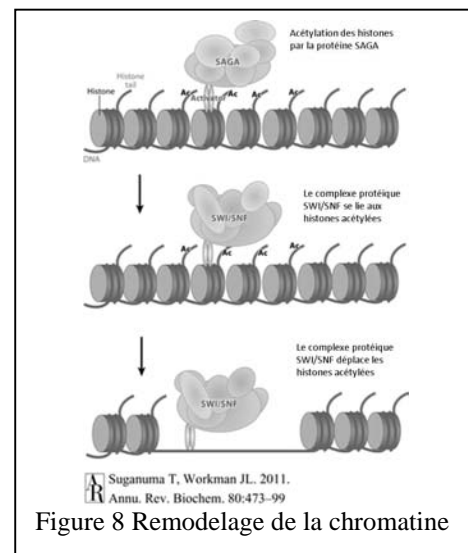 Acétylation des histones
par la protéine SAGA
SAGA
Histone
tail
Histone
Ac
Activator
Ac
Ac
Ac
DNA
Le complexe protéique
SWI/SNF se lie aux
histones acétylées
SWI/SNF
Ac
Ac
Ac
Ac
Le complexe protéique
SWI/SNF déplace les
histones acétylées
SWI/SNF
AR
Suganuma T, Workman JL. 2011.
Annu. Rev. Biochem. 80:473–99
Figure 8 Remodelage de la chromatine